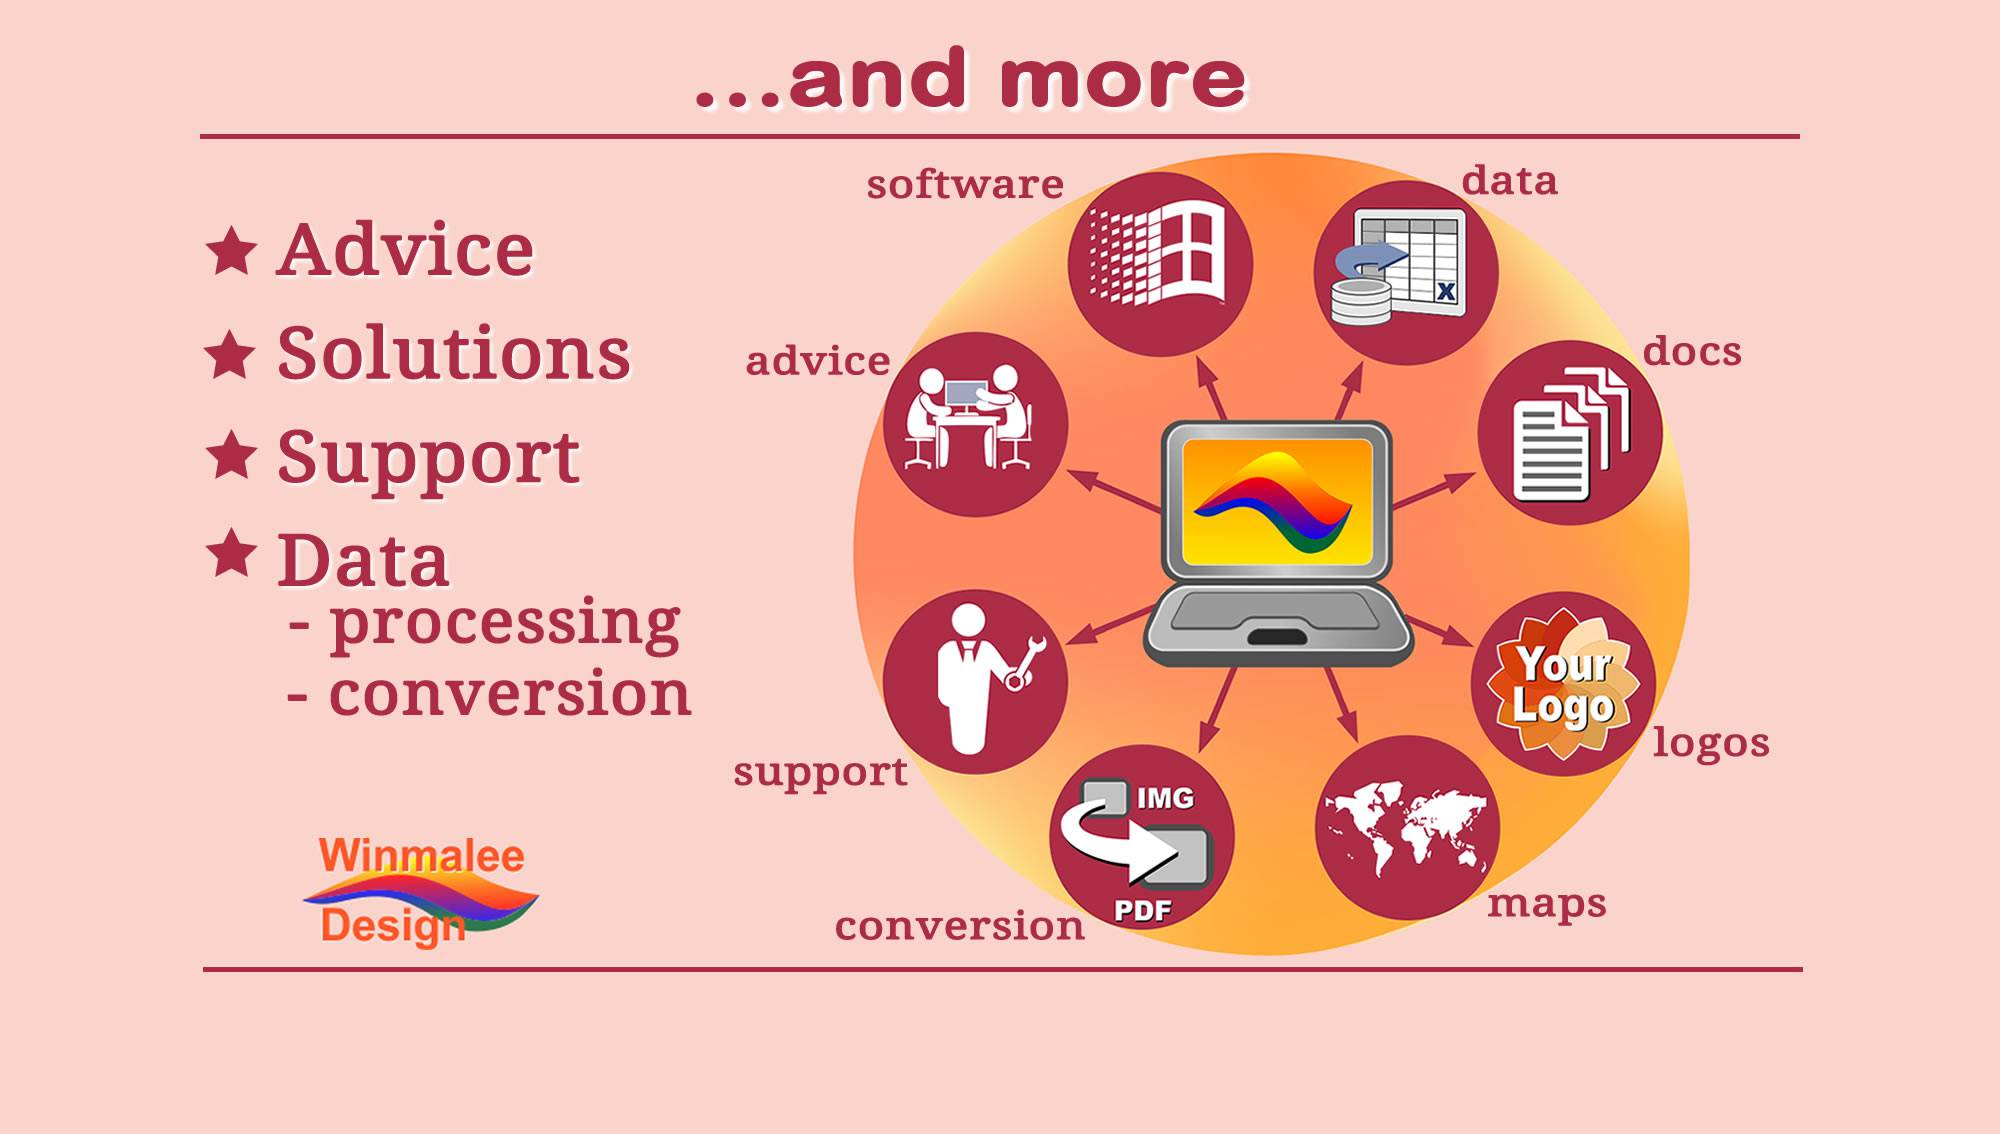 ...and more
Advice
Solutions
Support
Data
- processing
- conversion
Winmalee
Design
software
data
X
advice
docs
support
Your
Logo
logos
IMG
PDF
conversion
maps